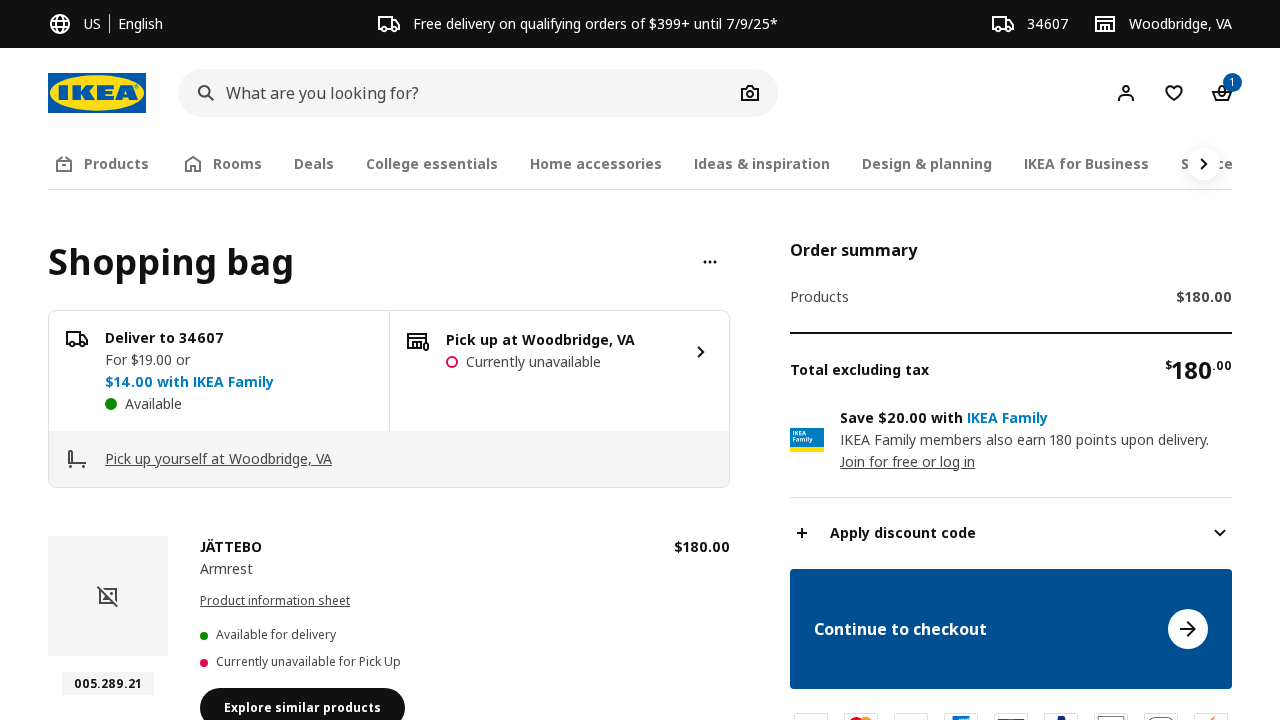 US
English
Free delivery on qualifying orders of $399+ until 7/9/25*
34607
Woodbridge, VA
IKEA
What are you looking for?
1
0
Products
Rooms
Deals
College essentials
Home accessories
Ideas & inspiration
Design & planning
IKEA for Business
Shopping bag
Deliver to 34607
For $19.00 or
$14.00 with IKEA Family
Available
Pick up at Woodbridge, VA
Currently unavailable
Pick up yourself at Woodbridge, VA
JÄTTEBO
$180.00
Armrest
Product information sheet
Available for delivery
Currently unavailable for Pick Up
005.289.21
Explore similar products
Order summary
Products
$180.00
Total excluding tax
$180.00
IKEA
Family
Save $20.00 with IKEA Family
IKEA Family members also earn 180 points upon delivery.
Join for free or log in
Apply discount code
Continue to checkout